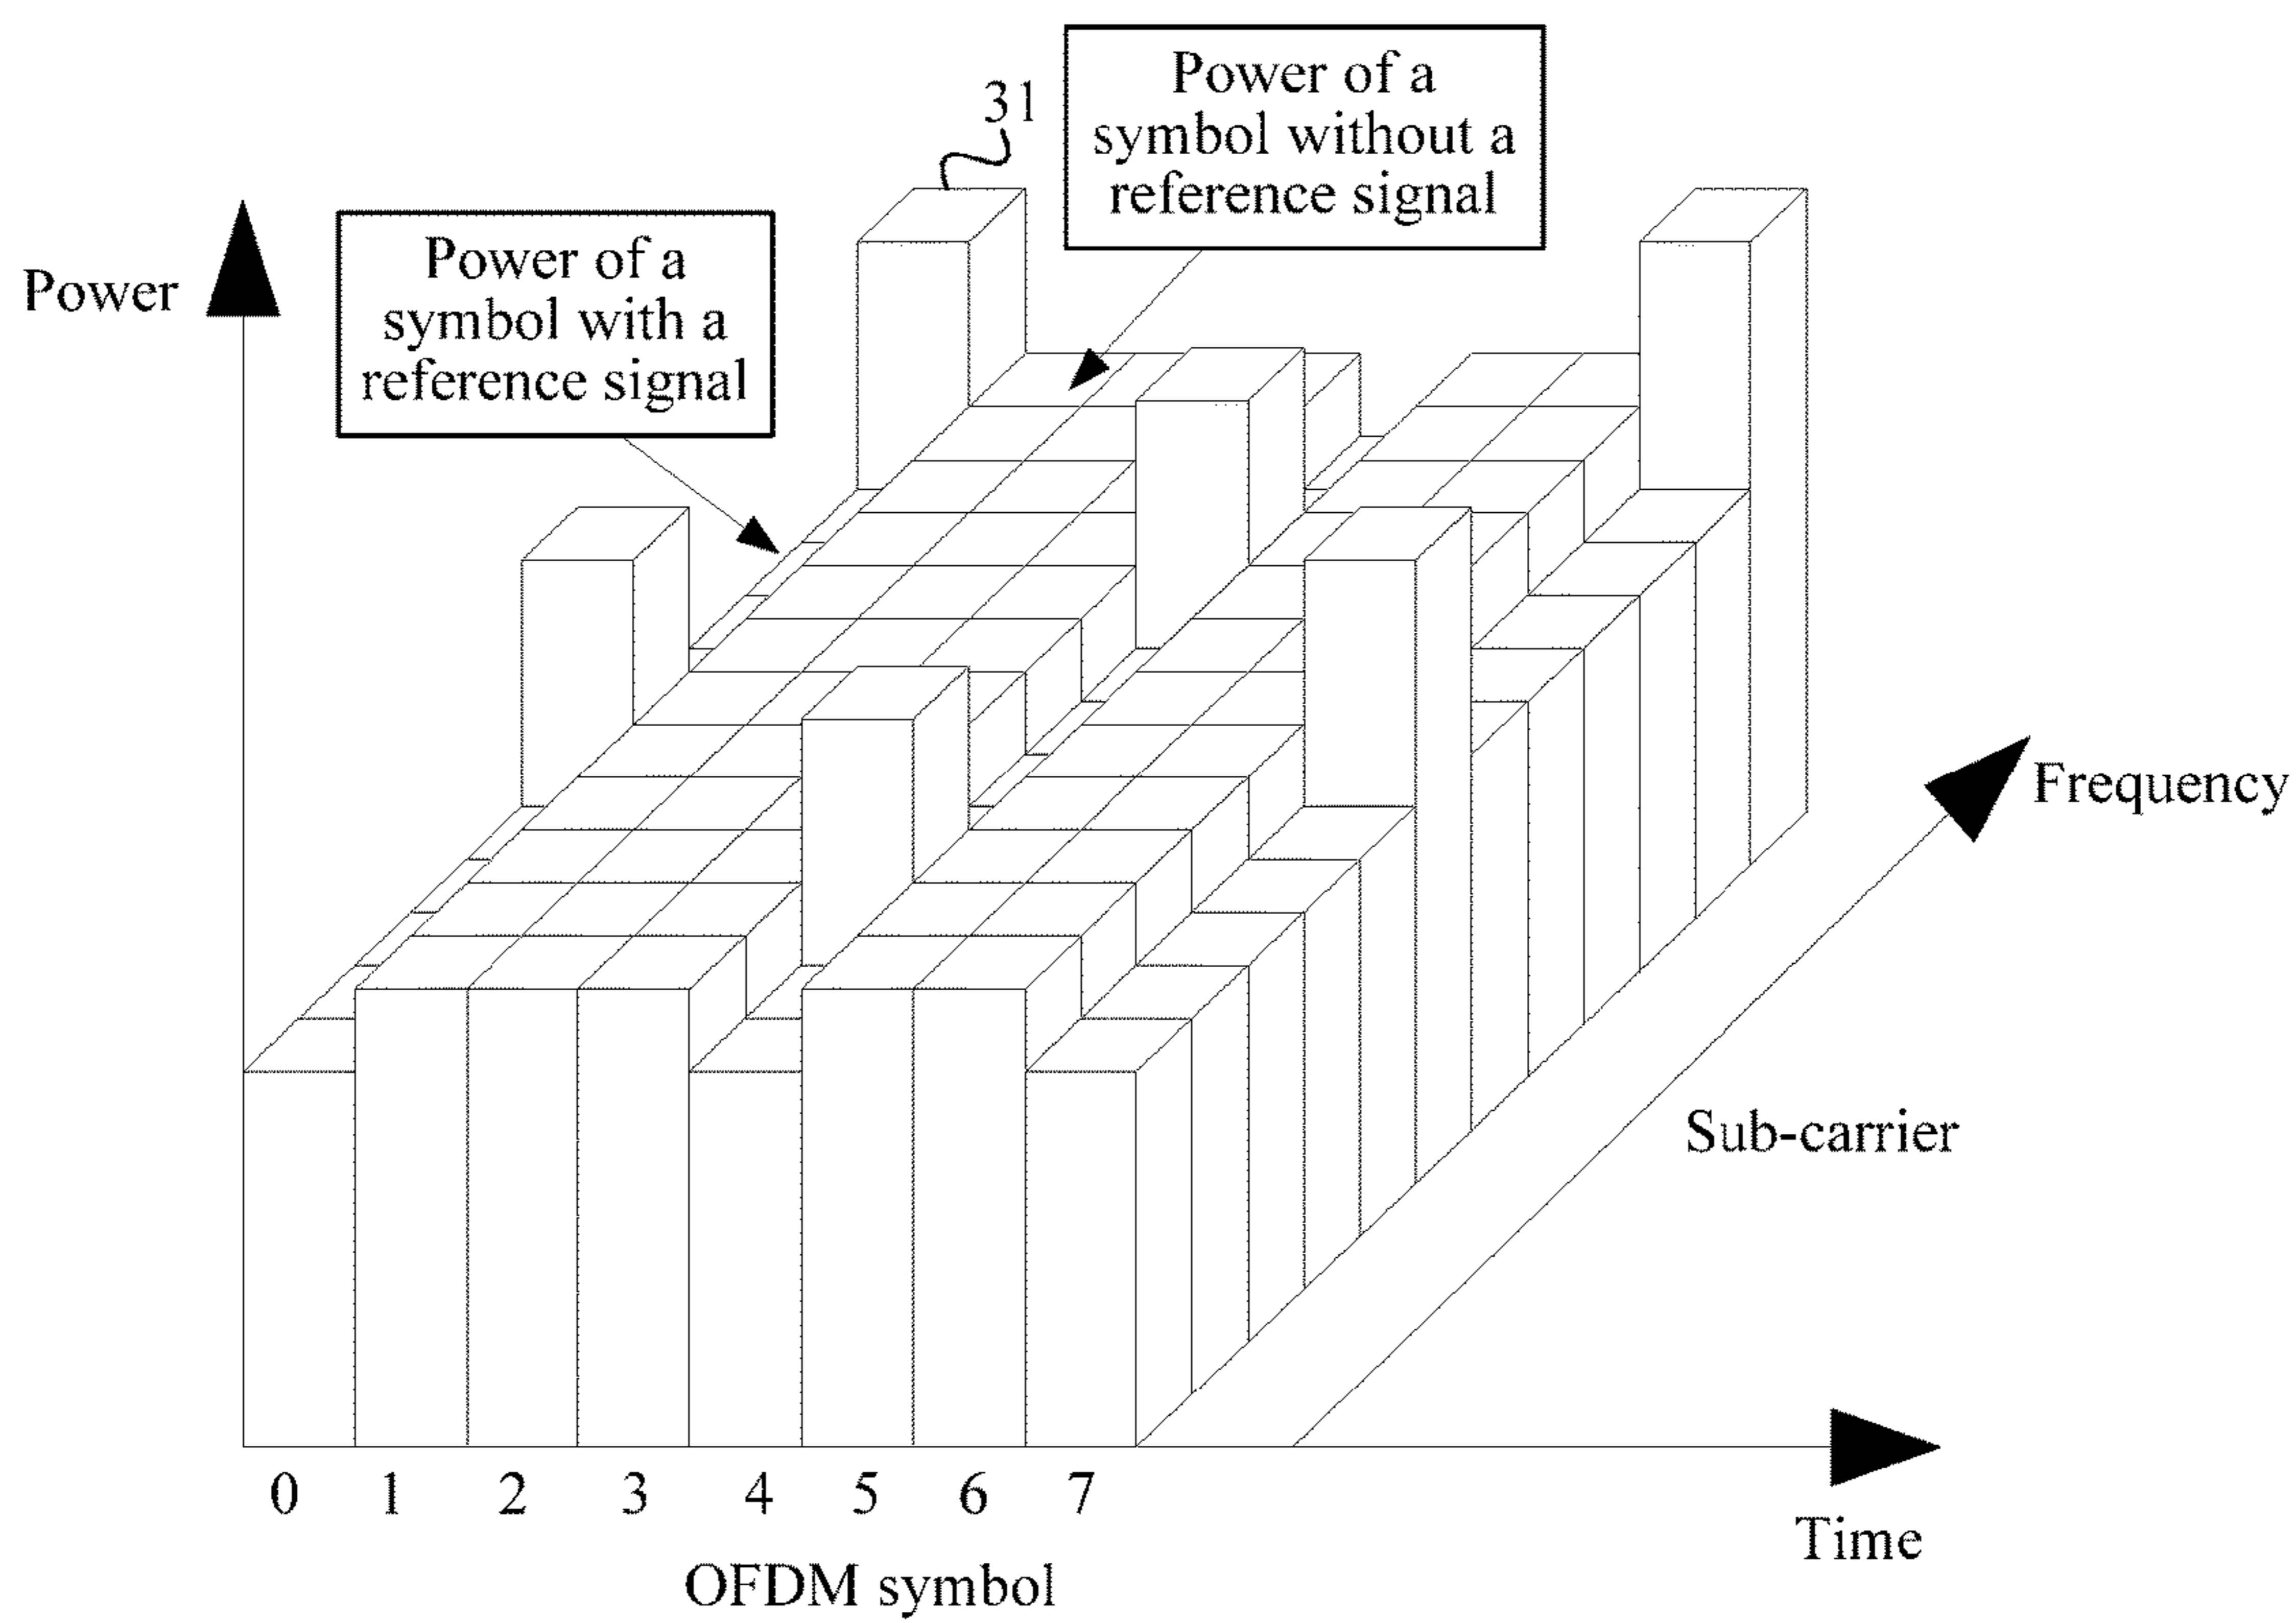 31
Power of a
symbol without a
reference signal
Power of a
symbol with a
reference signal
Power
Frequency
Sub-carrier
0 1 2 3 4 5 6 7
Time
OFDM symbol